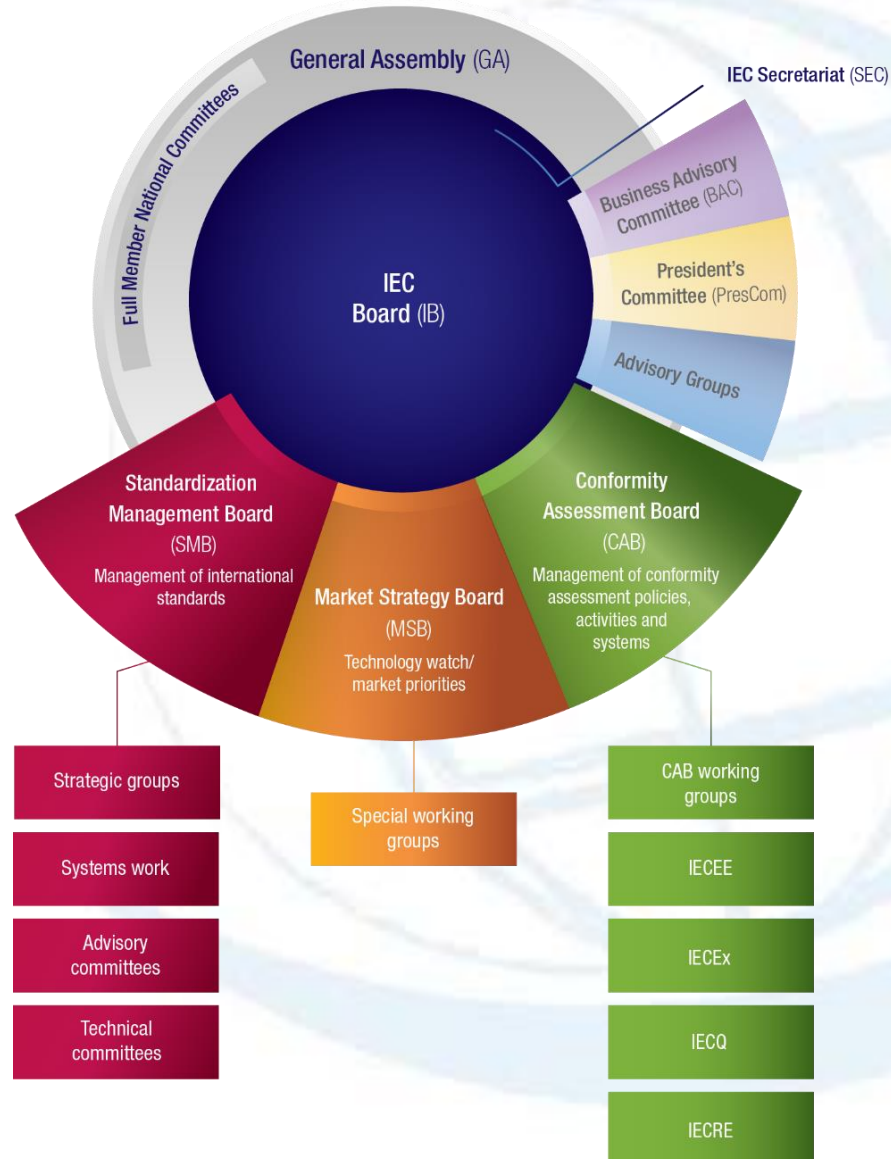 General Assembly (GA)
Full Member National Committees
IEC Secretariat (SEC)
Business Advisory
Committee (BAC)
President's
Committee (PresCom)
Advisory Groups
IEC
Board (IB)
Standardization
Management Board
(SMB)
Management of international
standards
Market Strategy Board
(MSB)
Technology watch/
market priorities
Conformity
Assessment Board
(CAB)
Management of conformity
assessment policies,
activities and
systems
Strategic groups
Systems work
Advisory
committees
Technical
committees
Special working
groups
CAB working
groups
IECEE
IECEx
IECQ
IECRE